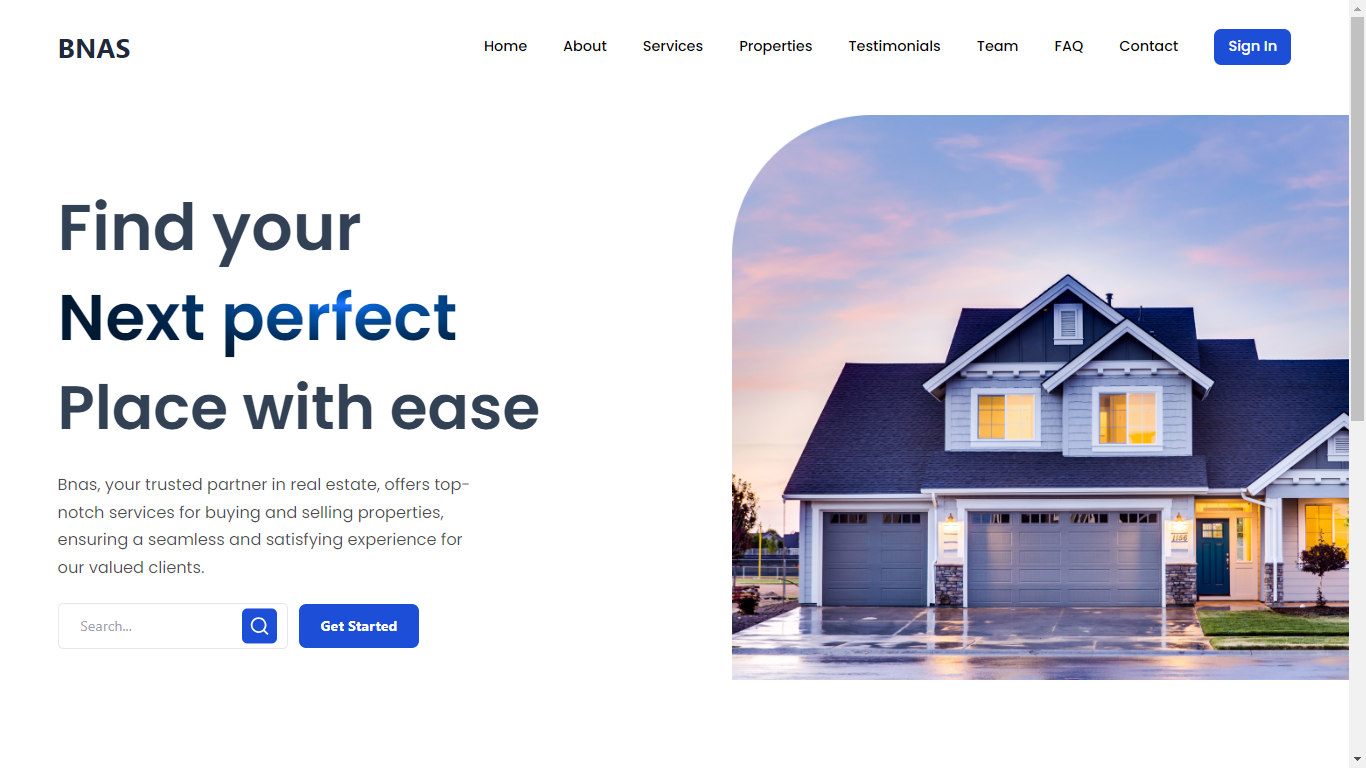 BNAS
Home About Services Properties Testimonials Team FAQ Contact Sign In
Find your
Next perfect
Place with ease
Bnas, your trusted partner in real estate, offers top-
notch services for buying and selling properties,
ensuring a seamless and satisfying experience for
our valued clients.
Search...
Get Started
1156